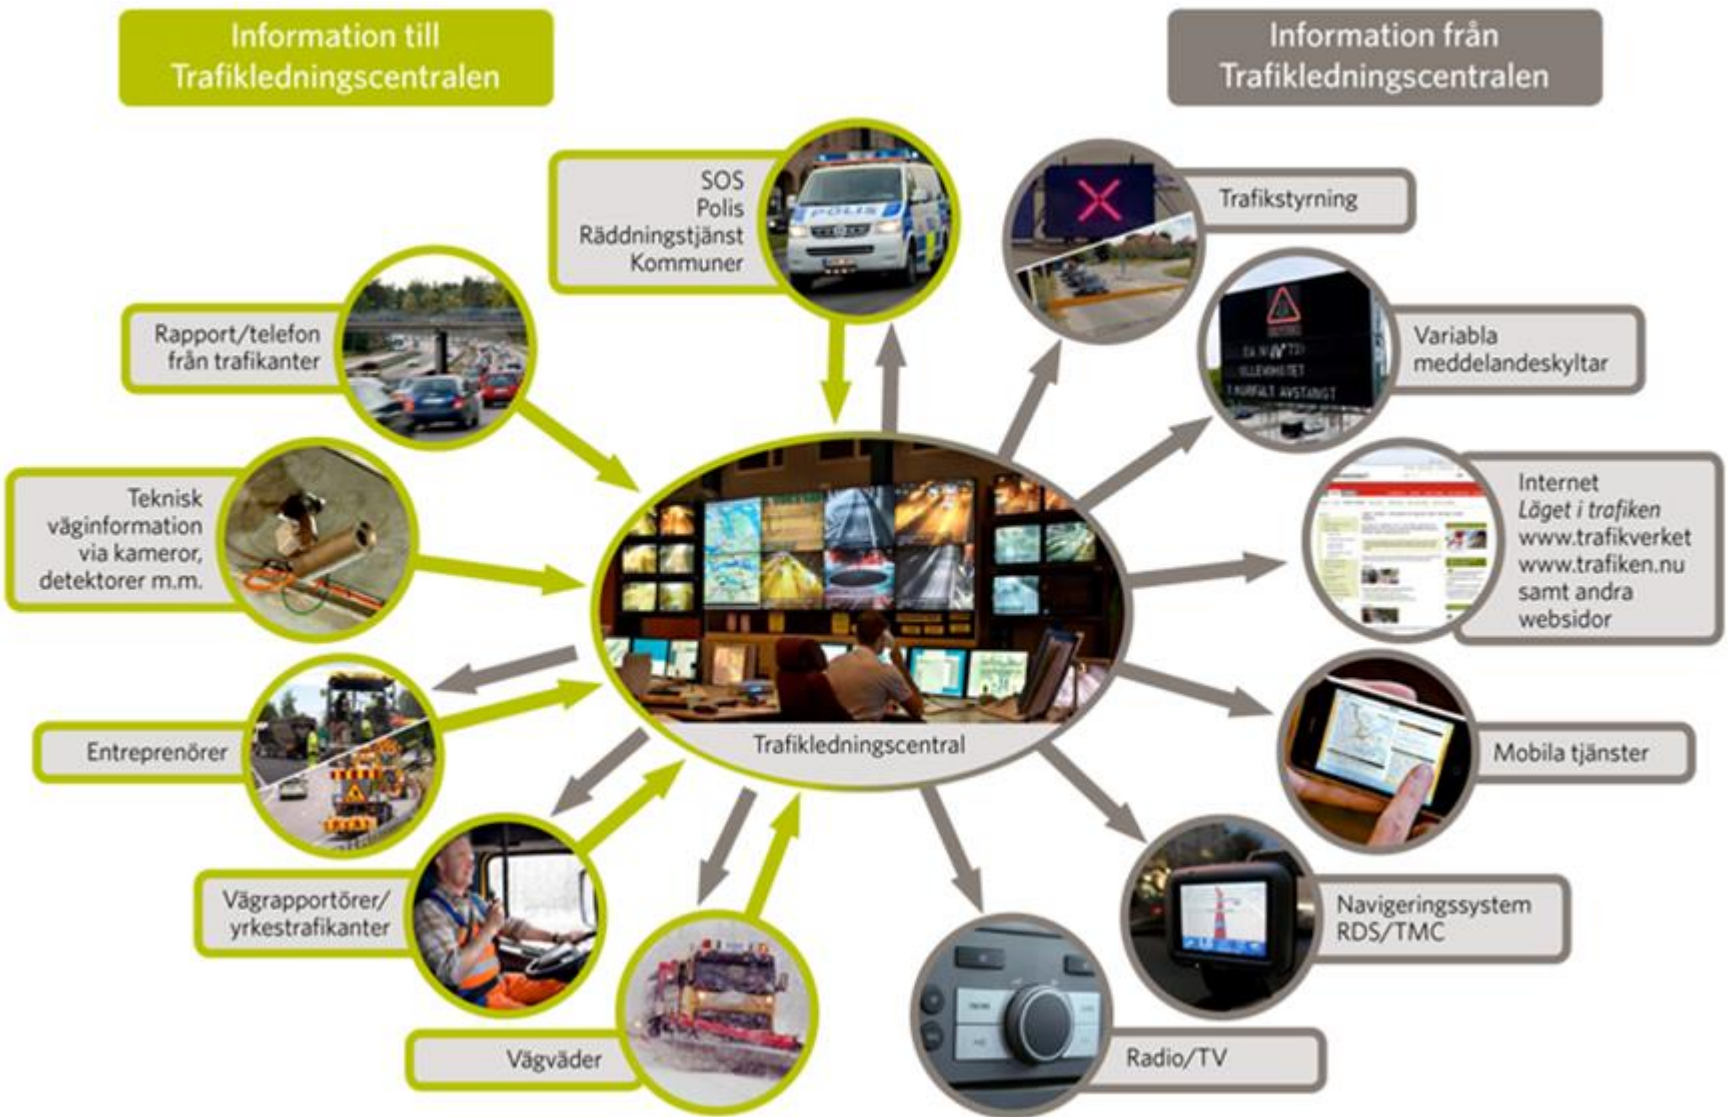 Information till
Trafikledningscentralen
Information från
Trafikledningscentralen
SOS
Polis
Räddningstjänst
Kommuner
POLIS
Trafikstyrning
Rapport/telefon
från trafikanter
Variabla
meddelandeskyltar
AVSTÄNGT
Teknisk
väginformation
via kameror,
detektorer m.m.
Internet
Läget i trafiken
www.trafikverket
www.trafiken.nu
samt andra
websidor
Entreprenörer
Trafikledningscentral
Mobila tjänster
Vägrapportörer/
yrkestrafikanter
Navigeringssystem
RDS/TMC
Vägväder
Radio/TV